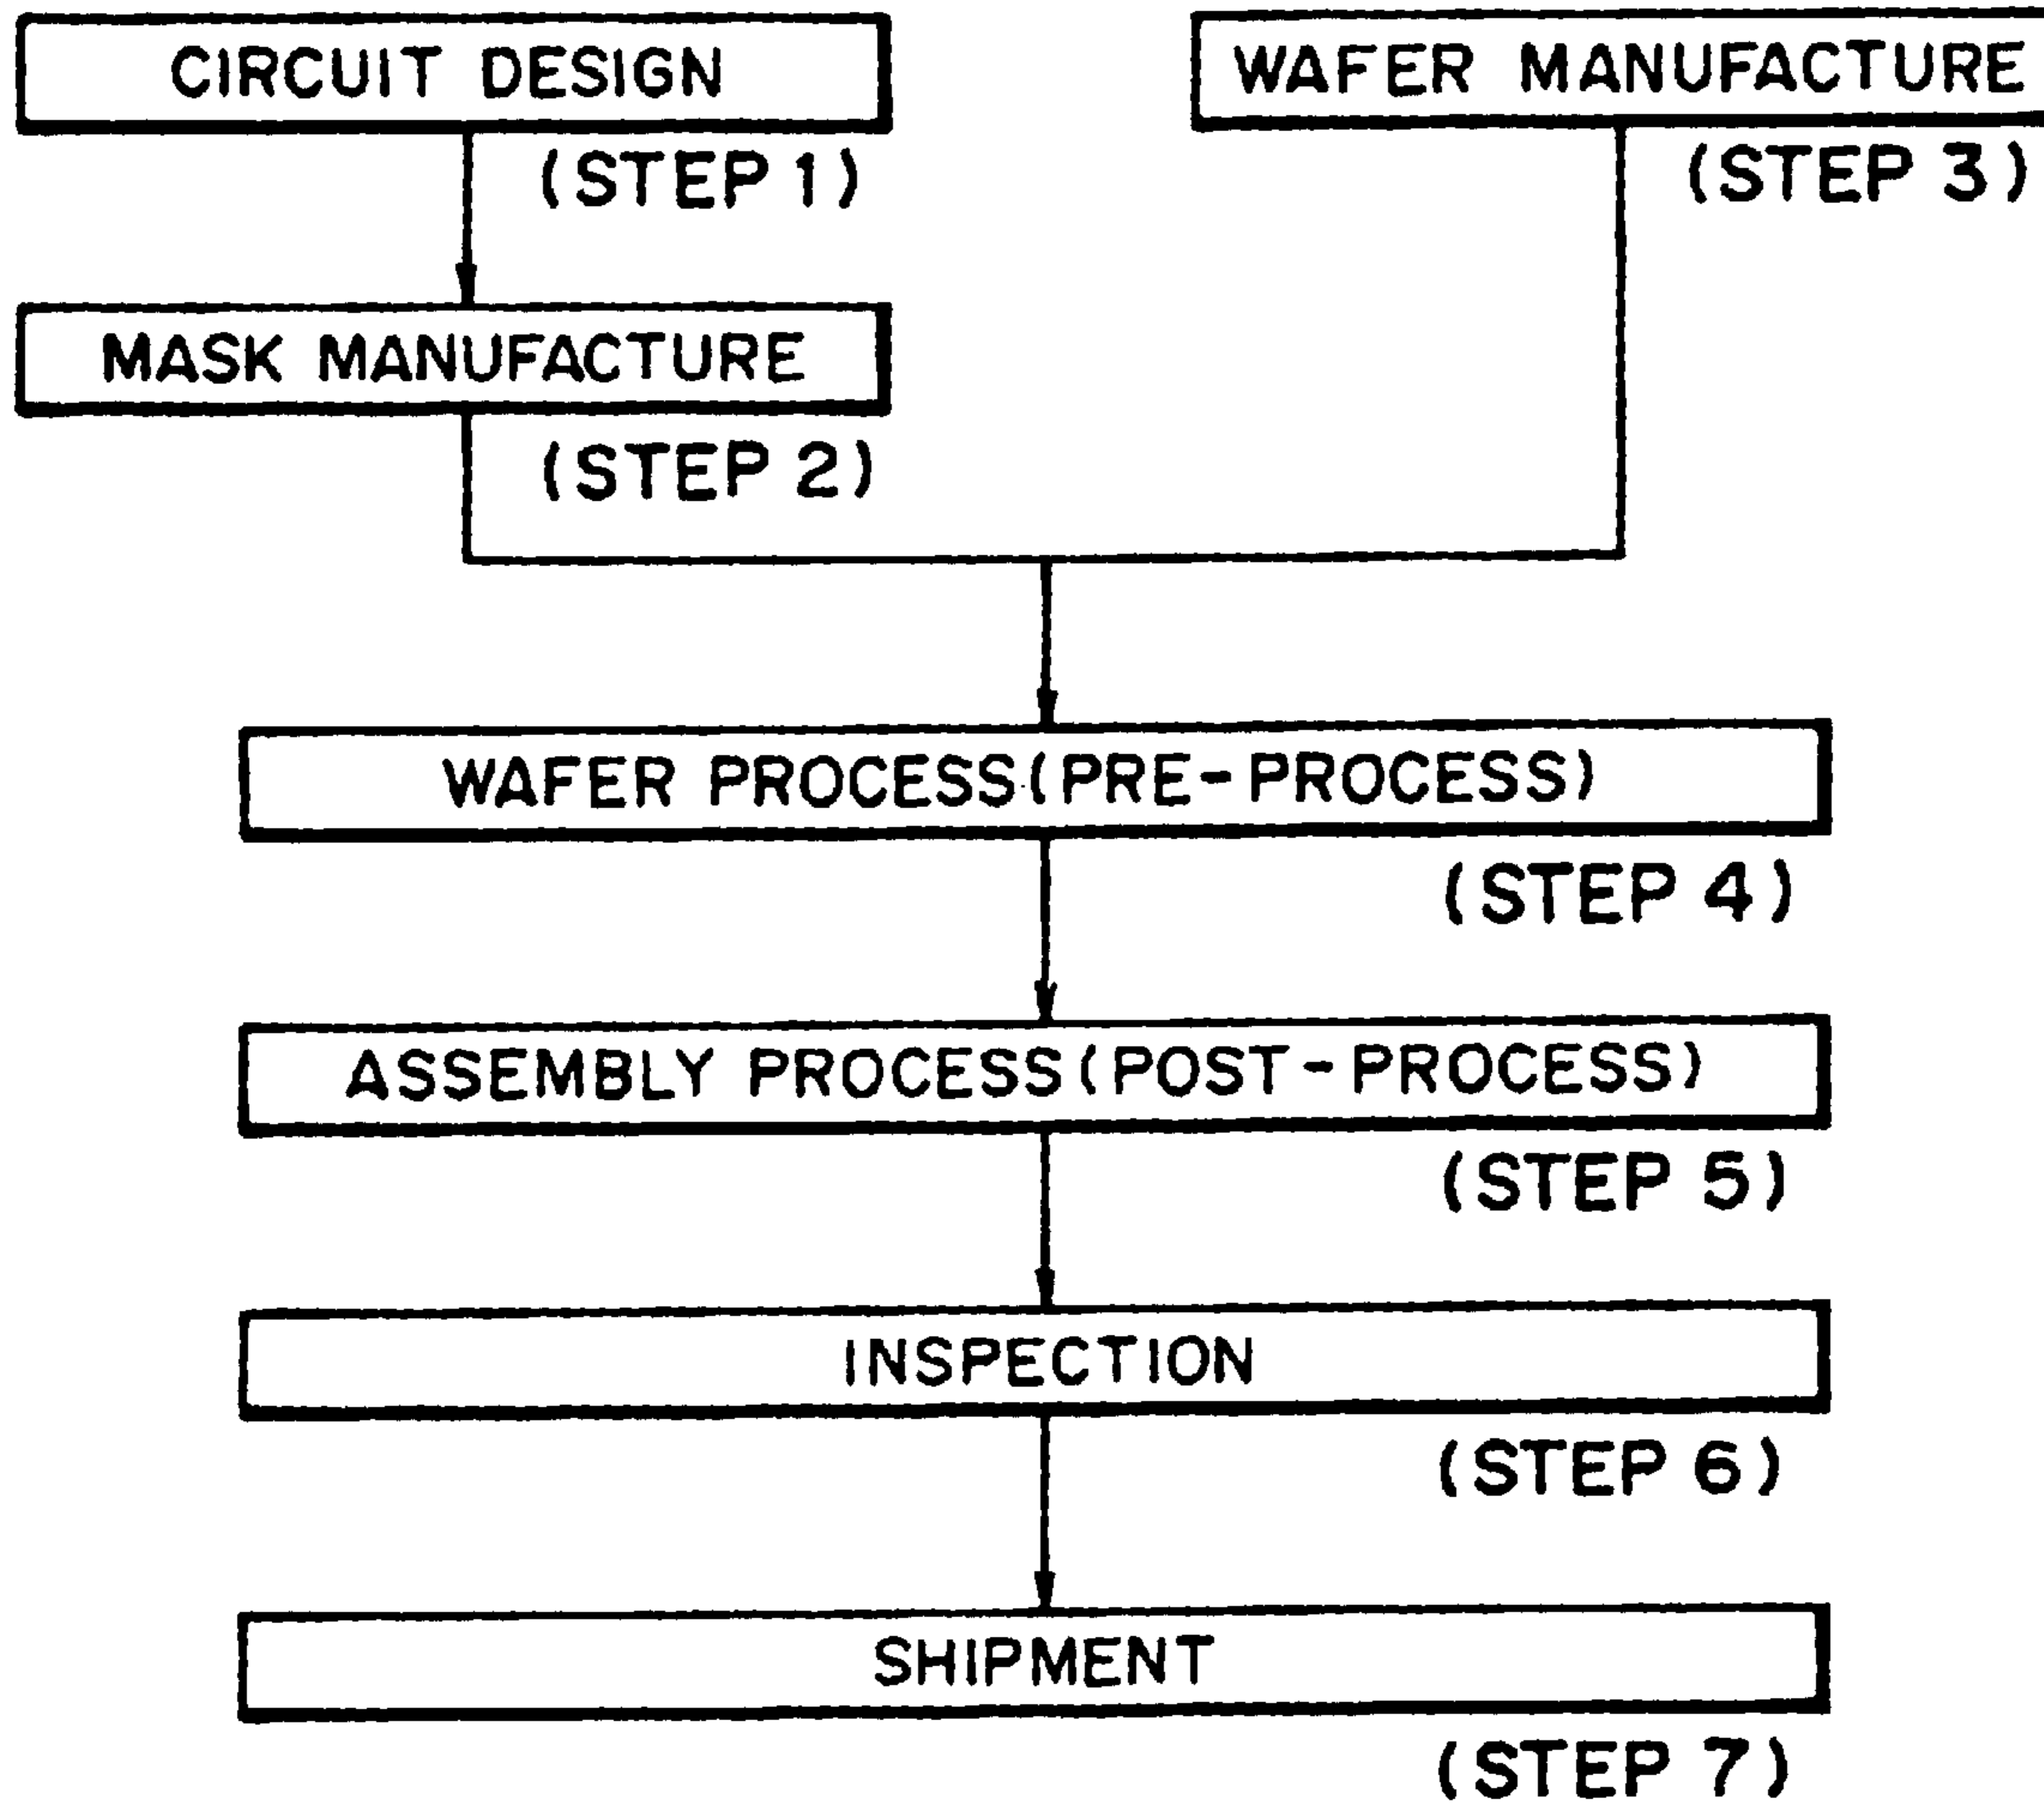 CIRCUIT DESIGN
(STEP 1)
WAFER MANUFACTURE
(STEP 3)
MASK MANUFACTURE
(STEP 2)
WAFER PROCESS (PRE-PROCESS)
(STEP 4)
ASSEMBLY PROCESS (POST-PROCESS)
(STEP 5)
INSPECTION
(STEP 6)
SHIPMENT
(STEP 7)